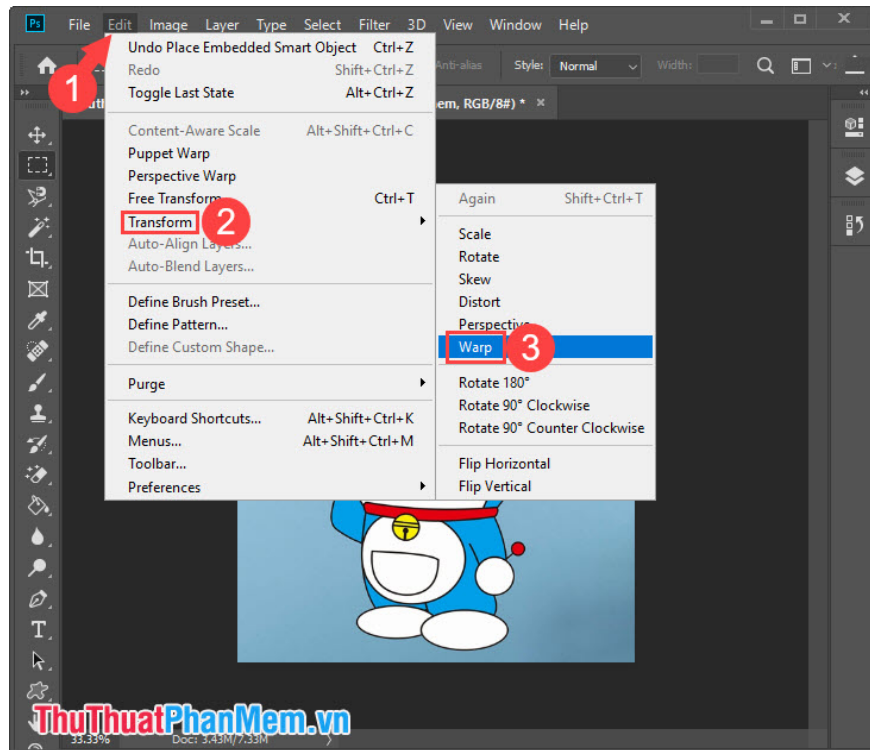 Ps File Edit Image Layer Type Select Filter 3D View Window Help
1
Anti-alias Style: Normal Width:
em, RGB/8#) * ×
Undo Place Embedded Smart Object Ctrl+Z
Redo Shift+Ctrl+Z
Toggle Last State Alt+Ctrl+Z
Content-Aware Scale Alt+Shift+Ctrl+C
Puppet Warp
Perspective Warp
Free Transform Ctrl+T
Transform 2
Auto-Align Layers...
Auto-Blend Layers...
Define Brush Preset...
Define Pattern...
Define Custom Shape...
Purge
Keyboard Shortcuts... Alt+Shift+Ctrl+K
Menus... Alt+Shift+Ctrl+M
Toolbar...
Preferences
Again Shift+Ctrl+T
Scale
Rotate
Skew
Distort
Perspective
Warp 3
Rotate 180°
Rotate 90° Clockwise
Rotate 90° Counter Clockwise
Flip Horizontal
Flip Vertical
ThuThuatPhanMem.vn
33.33% Doc: 3.43M/7.33M